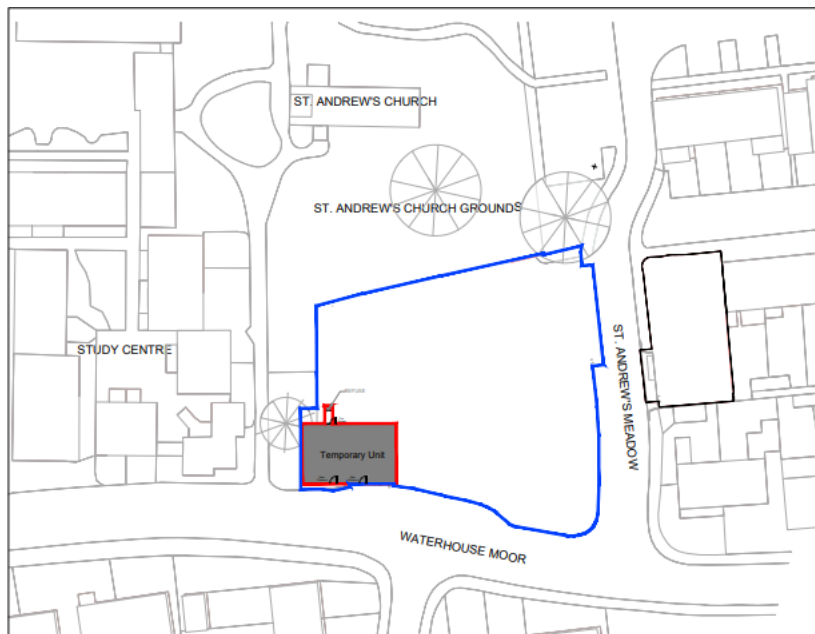 ST. ANDREW'S CHURCH
ST. ANDREW'S CHURCH GROUNDS
STUDY CENTRE
ST. ANDREW'S MEADOW
Temporary Unit
WATERHOUSE MOOR